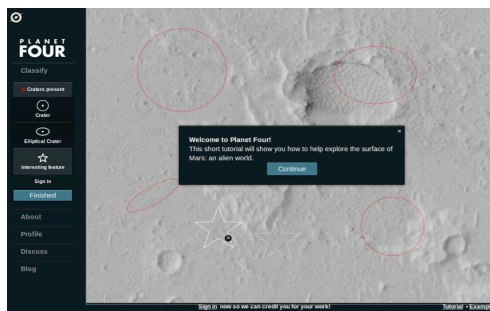 PLANET
FOUR
Classify
Craters present
Crater
Elliptical Crater
Interesting feature
Sign in
Finished
About
Profile
Discuss
Blog
×
Welcome to Planet Four!
This short tutorial will show you how to help explore the surface of
Mars: an alien world.
Continue
Sign in now so we can credit you for your work!
Tutorial • Exampl